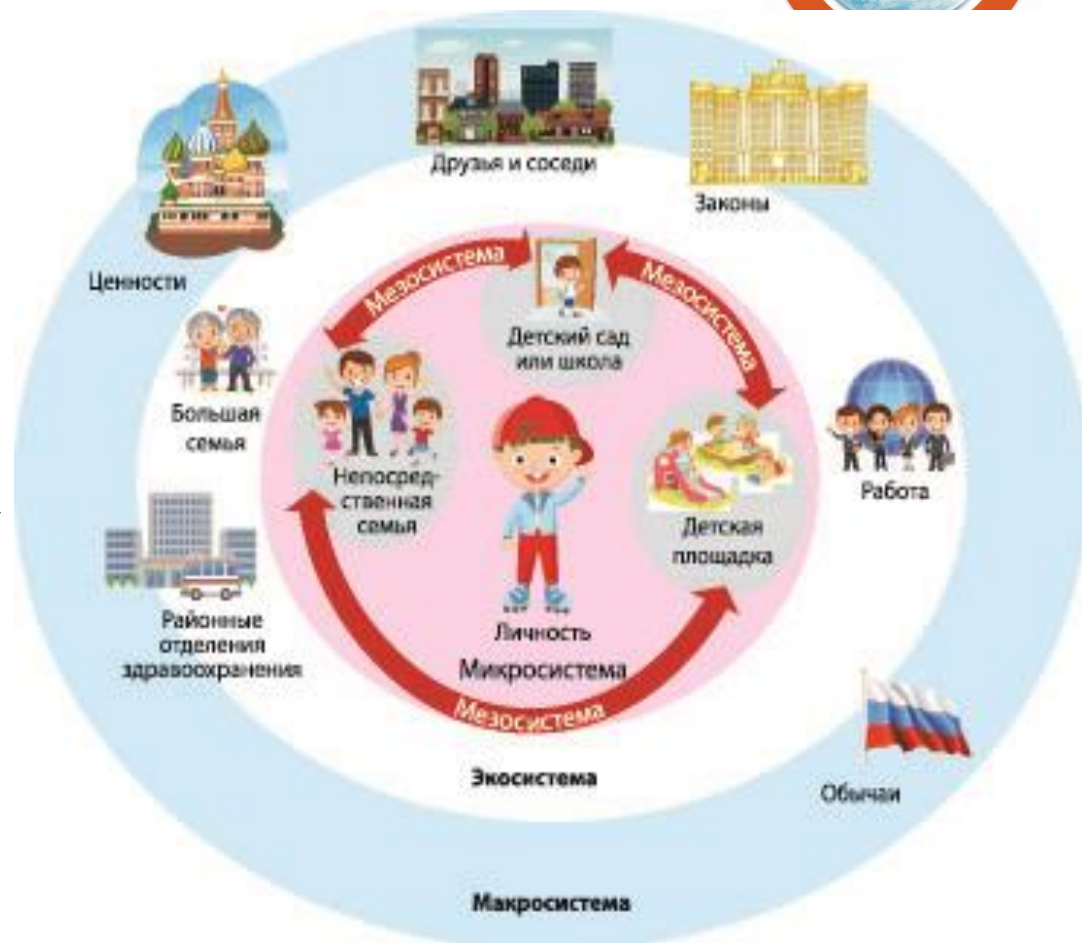 Друзья и соседи
Законы
Ценности
Мезосистема
Мезосистема
Детский сад
или школа
Большая
семья
Непосред-
ственная
семья
Детская
площадка
Работа
Районные
отделения
здравоохранения
Личность
Микросистема
Мезосистема
Экосистема
Обычаи
Макросистема